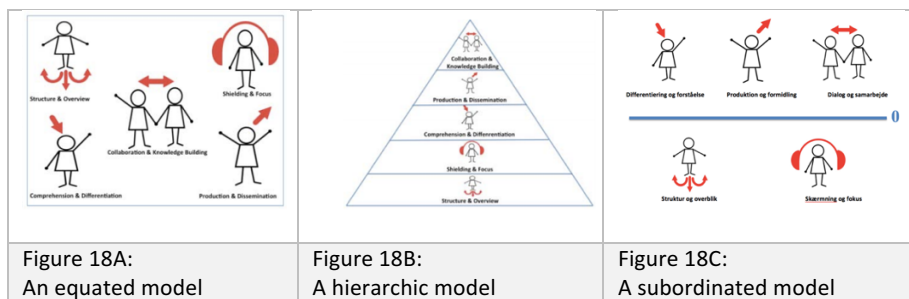 Structure & Overview
Shielding & Focus
Collaboration & Knowledge Building
Comprehension & Differentiation
Production & Dissemination
Collaboration &
Knowledge Building
Production & Dissemination
Comprehension & Diffenrentiation
Shielding & Focus
Structure & Overview
Differentiering og forståelse
Produktion og formidling
Dialog og samarbejde
0
Struktur og overblik
Skærmning og fokus
Figure 18A:
An equated model
Figure 18B:
A hierarchic model
Figure 18C:
A subordinated model